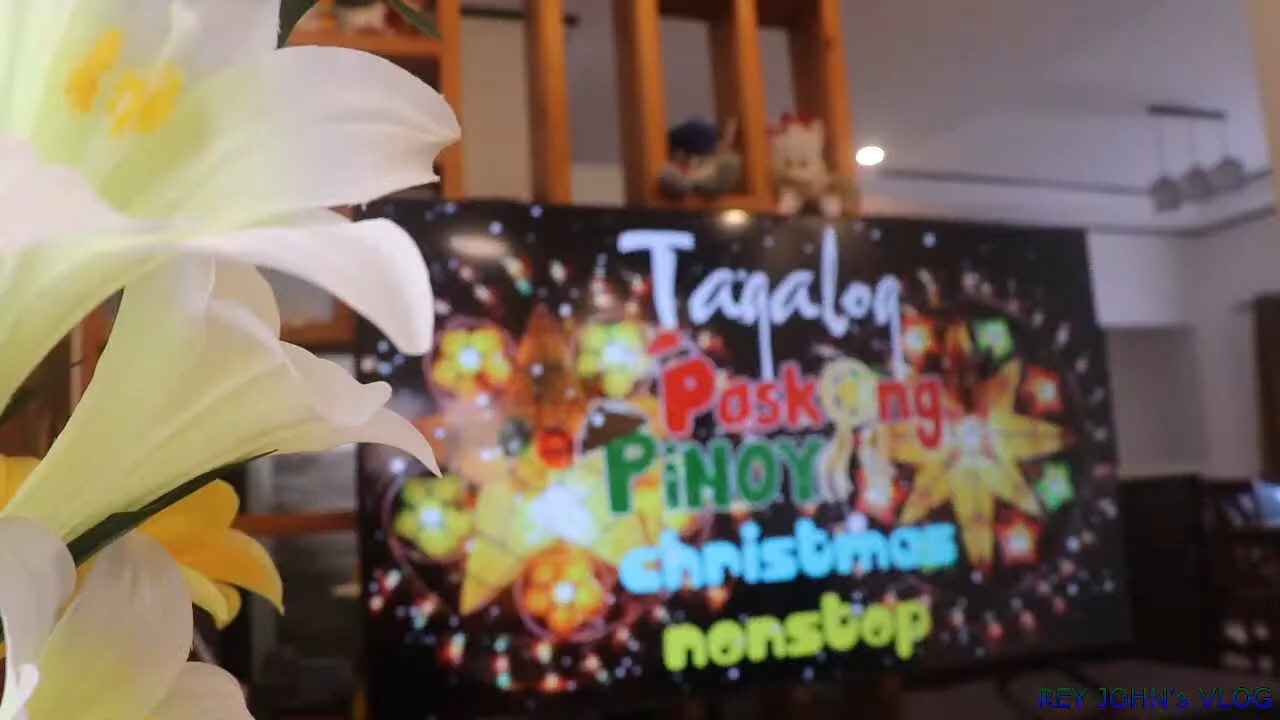 Tagalog
Paskong
PiNOY
christmas
nonstop
REY JOHN's VLOG